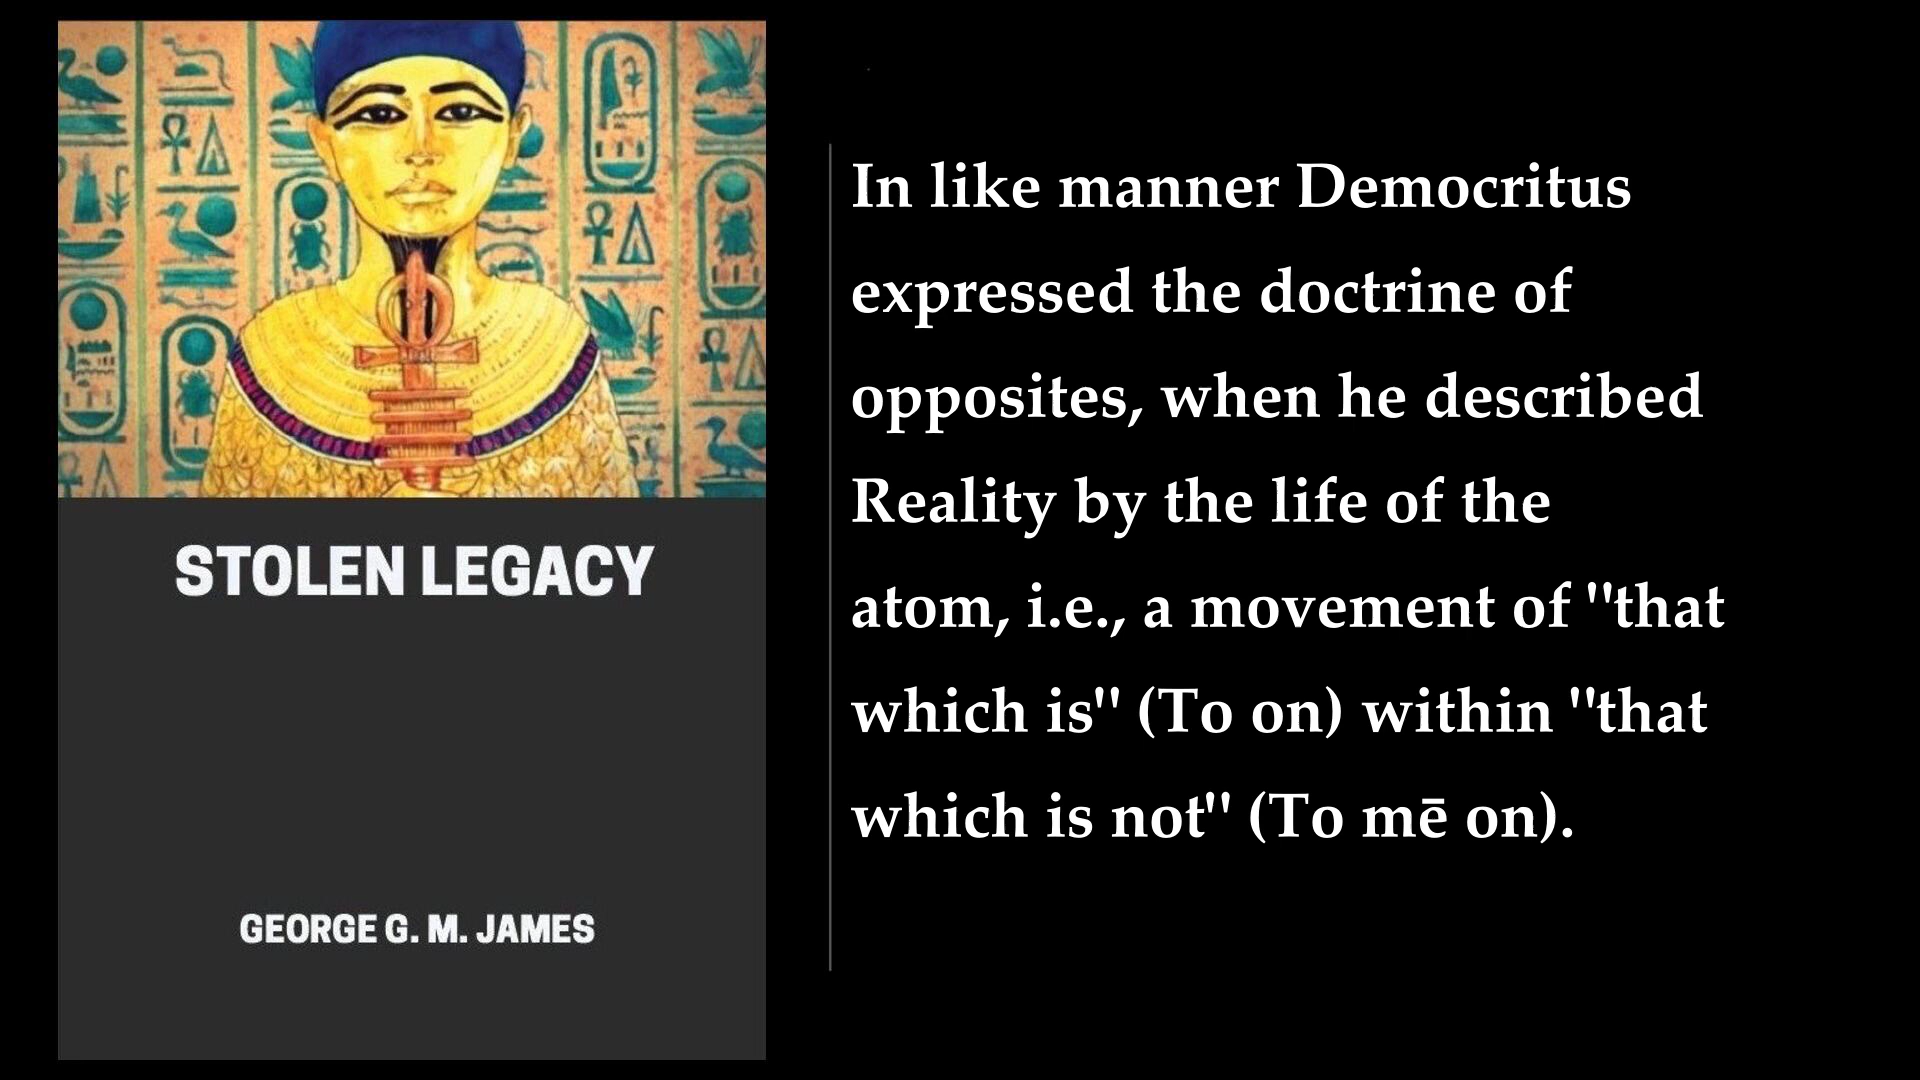 STOLEN LEGACY
GEORGE G. M. JAMES
In like manner Democritus
expressed the doctrine of
opposites, when he described
Reality by the life of the
atom, i.e., a movement of "that
which is" (To on) within "that
which is not" (To mē on).